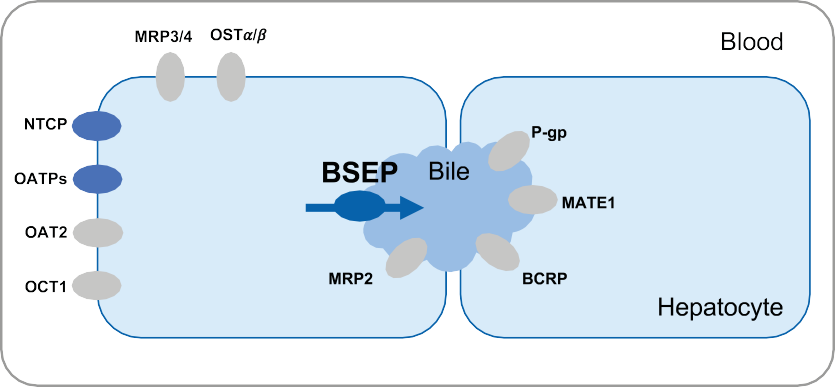 MRP3/4
OSTα/β
Blood
NTCP
P-gp
BSEP
Bile
OATPs
MATE1
OAT2
MRP2
BCRP
OCT1
Hepatocyte